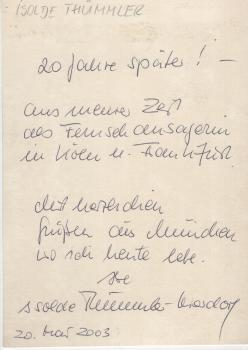 ISOLDE THÜMMLER
20 Jahre später! –
aus meiner Zeit
als Fernsehansagerin
in Köln u. Frankfurt.
Mit herzlichen
Grüßen aus München
wo ich heute lebe.
Ihre
Isolde Thümmler-
20. Mai 2003